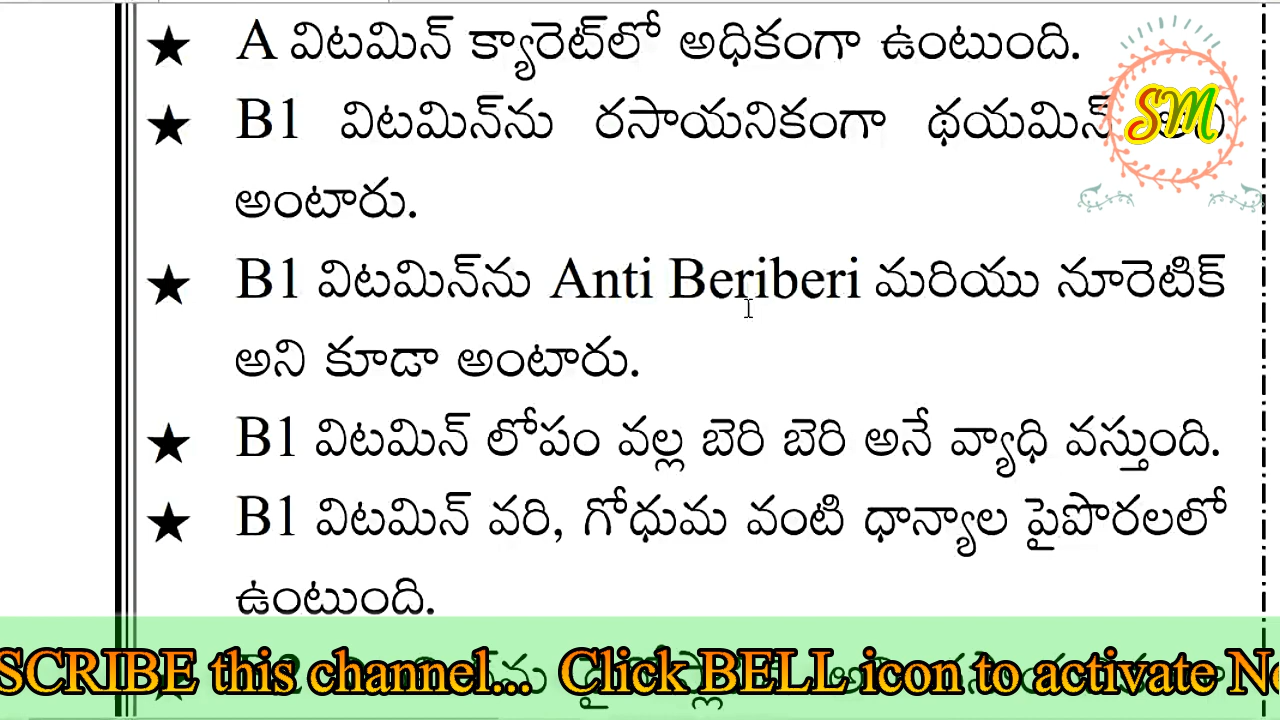 ★ A విటమిన్ క్యారెట్‌లో అధికంగా ఉంటుంది.
★ B1 విటమిన్‌ను రసాయనికంగా థయమిన్
అంటారు.
★ B1 విటమిన్‌ను Anti Beriberi మరియు నూరెటిక్
అని కూడా అంటారు.
★ B1 విటమిన్ లోపం వల్ల బెరి బెరి అనే వ్యాధి వస్తుంది.
★ B1 విటమిన్ వరి, గోధుమ వంటి ధాన్యాల పైపొరలలో
ఉంటుంది.
SCRIBE this channel... Click BELL icon to activate
SM